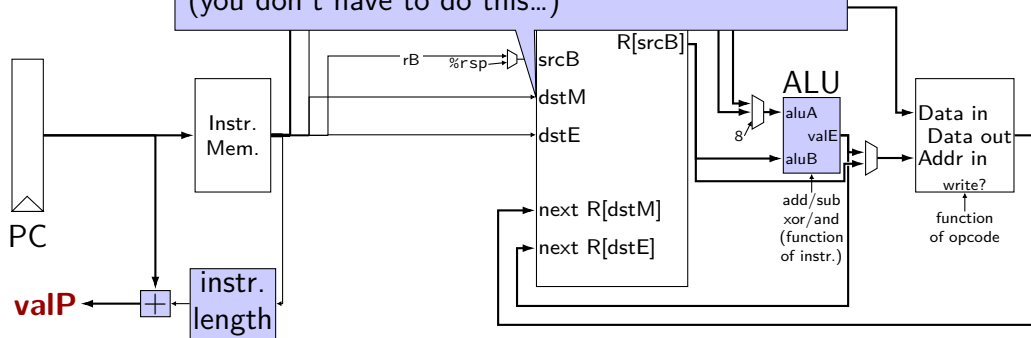 (you don't have to do this…)
R[srcB]
rB
%rsp
srcB
dstM
dstE
next R[dstM]
next R[dstE]
PC
Instr.
Mem.
instr.
length
+
valP
8
ALU
aluA
valE
aluB
add/sub
xor/and
(function
of instr.)
Data in
Data out
Addr in
write?
function
of opcode